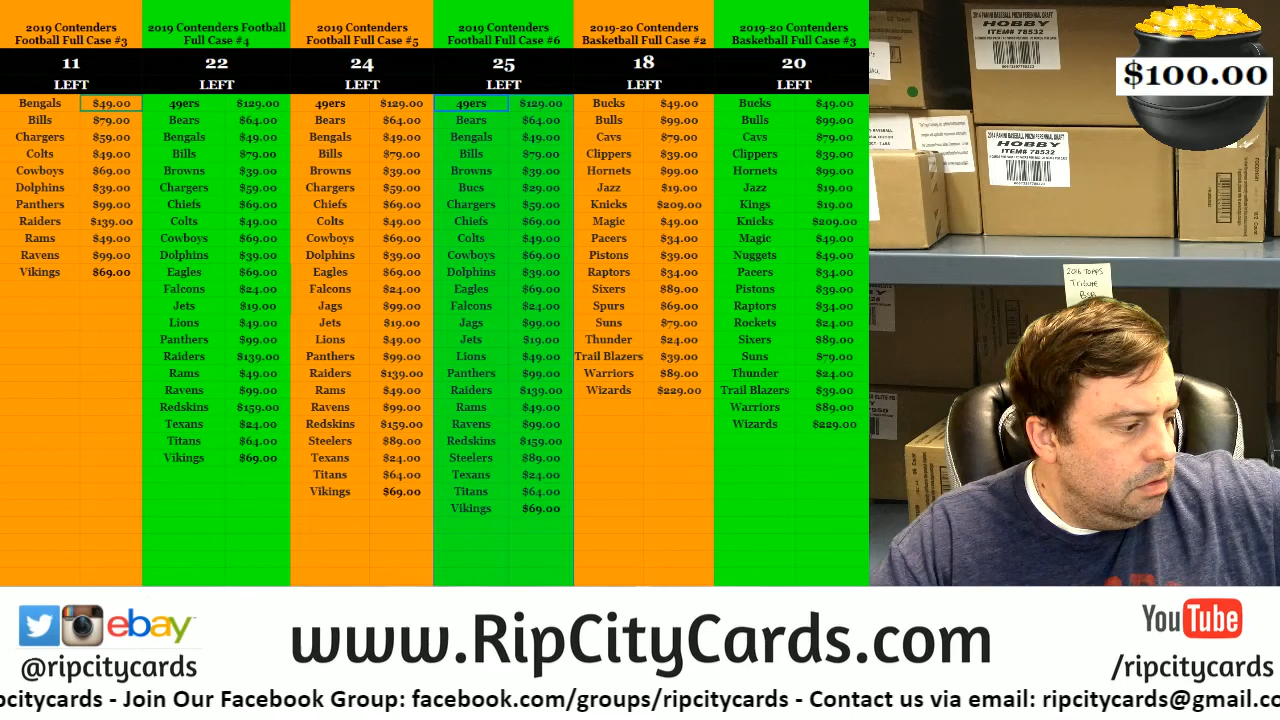 2019 Contenders
Football Full Case #3
11
LEFT
Bengals $49.00
Bills $79.00
Chargers $59.00
Colts $49.00
Cowboys $69.00
Dolphins $39.00
Panthers $99.00
Raiders $139.00
Rams $49.00
Ravens $99.00
Vikings $69.00
2019 Contenders Football
Full Case #4
22
LEFT
49ers $129.00
Bears $64.00
Bengals $49.00
Bills $79.00
Browns $39.00
Chargers $59.00
Chiefs $69.00
Colts $49.00
Cowboys $69.00
Dolphins $39.00
Eagles $69.00
Falcons $24.00
Jets $19.00
Lions $49.00
Panthers $99.00
Raiders $139.00
Rams $49.00
Ravens $99.00
Redskins $159.00
Texans $24.00
Titans $64.00
Vikings $69.00
2019 Contenders
Football Full Case #5
24
LEFT
49ers $129.00
Bears $64.00
Bengals $49.00
Bills $79.00
Browns $39.00
Chargers $59.00
Chiefs $69.00
Colts $49.00
Cowboys $69.00
Dolphins $39.00
Eagles $69.00
Falcons $24.00
Jags $99.00
Jets $19.00
Lions $49.00
Panthers $99.00
Raiders $139.00
Rams $49.00
Ravens $99.00
Redskins $159.00
Steelers $89.00
Texans $24.00
Titans $64.00
Vikings $69.00
2019 Contenders
Football Full Case #6
25
LEFT
49ers $129.00
Bears $64.00
Bengals $49.00
Bills $79.00
Browns $39.00
Bucs $29.00
Chargers $59.00
Chiefs $69.00
Colts $49.00
Cowboys $69.00
Dolphins $39.00
Eagles $69.00
Falcons $24.00
Jags $99.00
Jets $19.00
Lions $49.00
Panthers $99.00
Raiders $139.00
Rams $49.00
Ravens $99.00
Redskins $159.00
Steelers $89.00
Texans $24.00
Titans $64.00
Vikings $69.00
2019-20 Contenders
Basketball Full Case #2
18
LEFT
Bucks $49.00
Bulls $99.00
Cavs $79.00
Clippers $39.00
Hornets $99.00
Jazz $19.00
Knicks $209.00
Magic $49.00
Pacers $34.00
Pistons $39.00
Raptors $34.00
Sixers $89.00
Spurs $69.00
Suns $79.00
Thunder $24.00
Trail Blazers $39.00
Warriors $89.00
Wizards $229.00
2019-20 Contenders
Basketball Full Case #3
20
LEFT
Bucks $49.00
Bulls $99.00
Cavs $79.00
Clippers $39.00
Hornets $99.00
Jazz $19.00
Kings $19.00
Knicks $209.00
Magic $49.00
Nuggets $49.00
Pacers $34.00
Pistons $39.00
Raptors $34.00
Rockets $24.00
Sixers $89.00
Suns $79.00
Thunder $24.00
Trail Blazers $39.00
Warriors $89.00
Wizards $229.00
2014 PANINI BASEBALL PRIZM PERENNIAL DRAFT
HOBBY
ITEM# 78532
$100.00
HOBBY
ITEM# 78532
2016 TOPPS
Tribute
ebay
@ripcitycards
www.RipCityCards.com
YouTube
/ripcitycards
pcitycards - Join Our Facebook Group: facebook.com/groups/ripcitycards - Contact us via email: ripcitycards@gmail.co